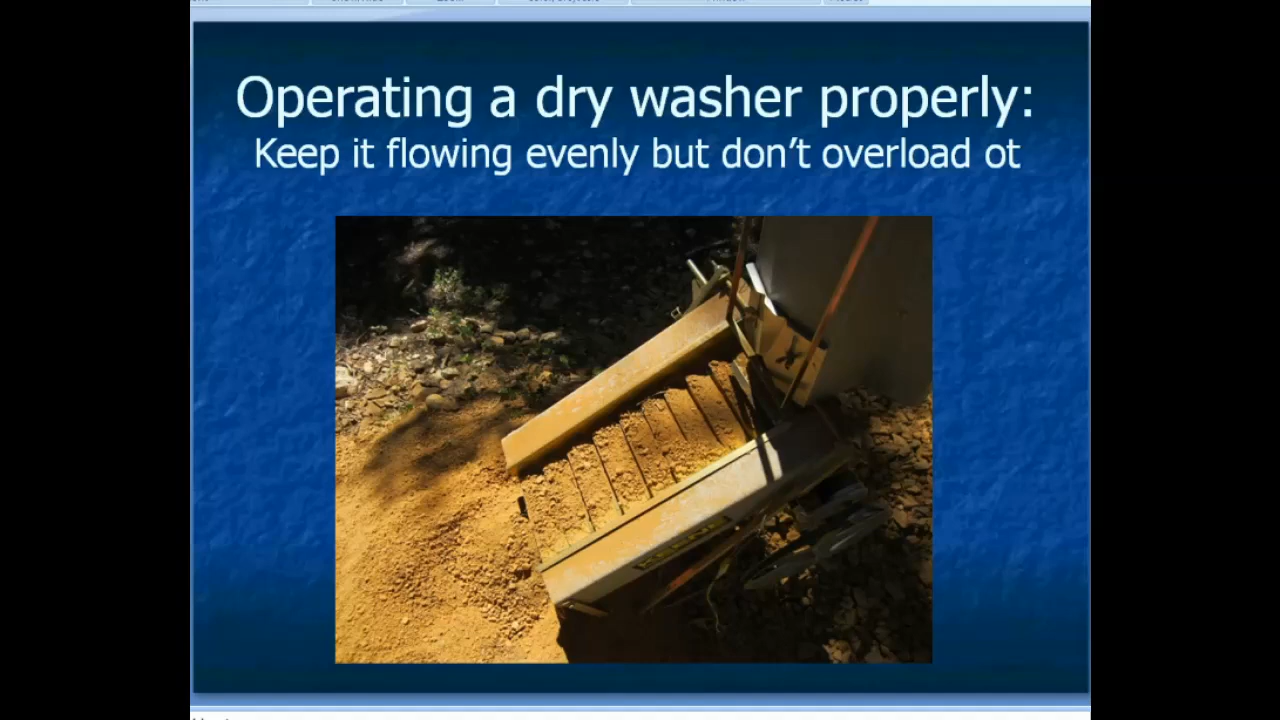 Operating a dry washer properly:
Keep it flowing evenly but don't overload ot